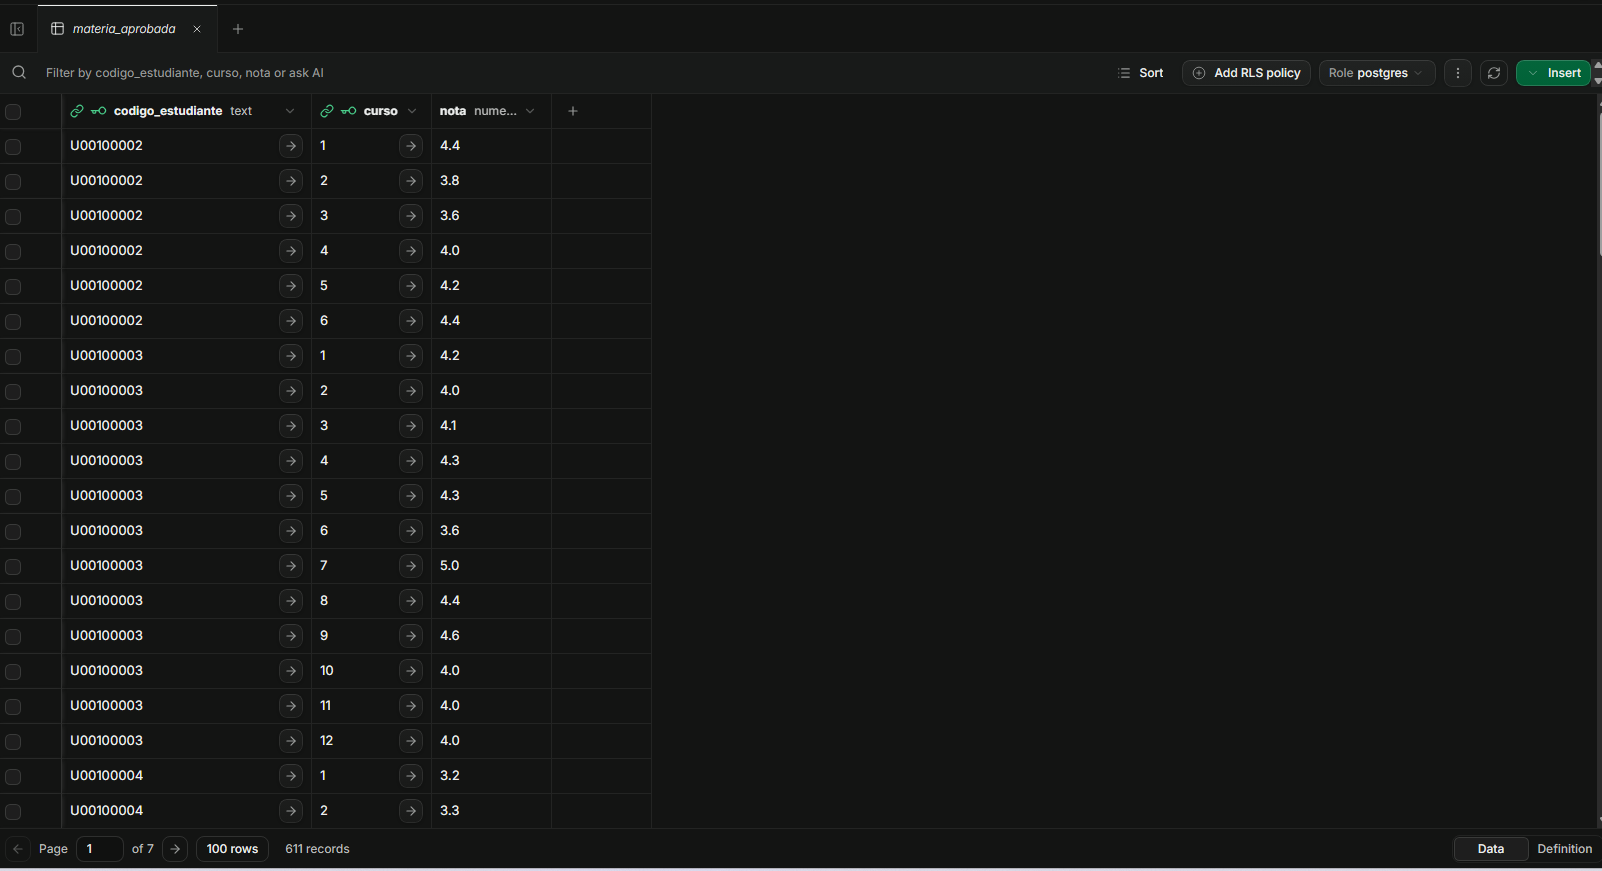 materia_aprobada
Filter by codigo_estudiante, curso, nota or ask AI
Sort
Add RLS policy
Role postgres
Insert
codigo_estudiante text curso nota nume...
U00100002 1 4.4
U00100002 2 3.8
U00100002 3 3.6
U00100002 4 4.0
U00100002 5 4.2
U00100002 6 4.4
U00100003 1 4.2
U00100003 2 4.0
U00100003 3 4.1
U00100003 4 4.3
U00100003 5 4.3
U00100003 6 3.6
U00100003 7 5.0
U00100003 8 4.4
U00100003 9 4.6
U00100003 10 4.0
U00100003 11 4.0
U00100003 12 4.0
U00100004 1 3.2
U00100004 2 3.3
Page 1 of 7 100 rows 611 records
Data Definition